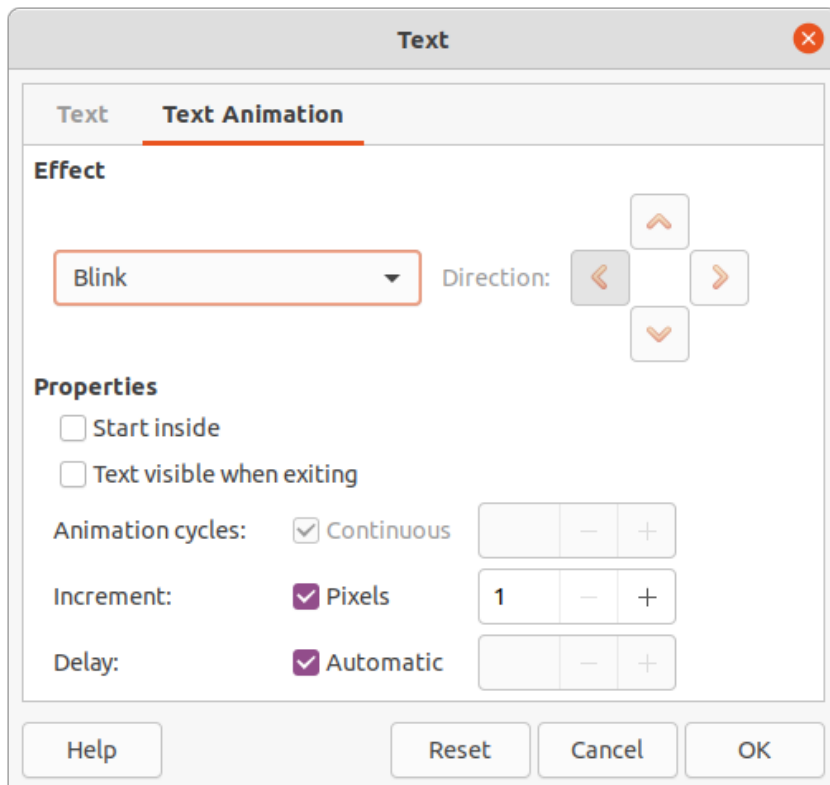 Text
Text Text Animation
Effect
Blink Direction:
Properties
Start inside
Text visible when exiting
Animation cycles: Continuous
Increment: Pixels 1
Delay: Automatic
Help Reset Cancel OK